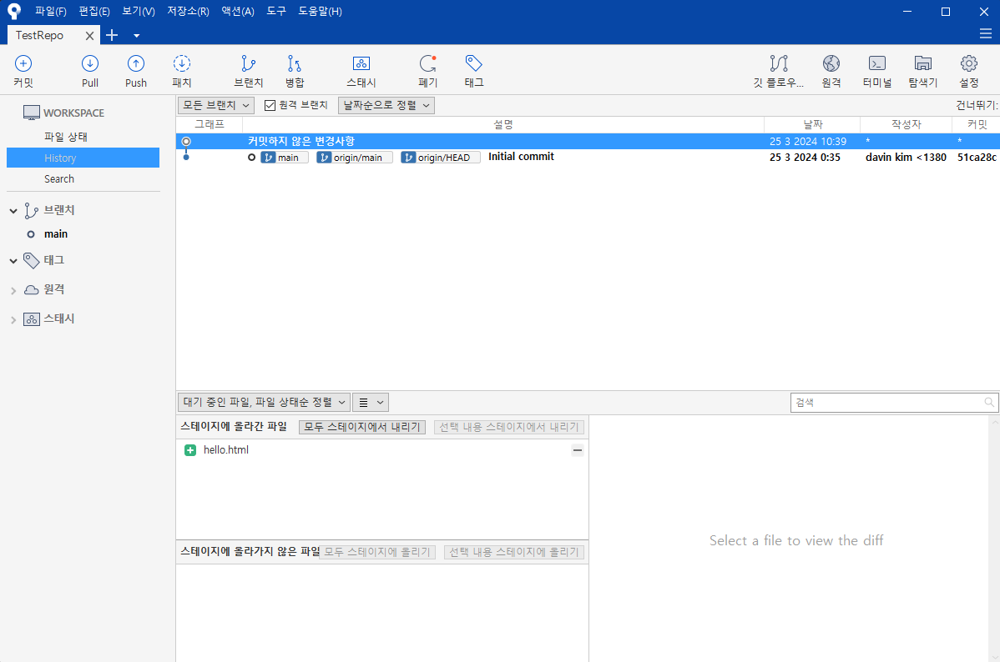 파일(F) 편집(E) 보기(V) 저장소(R) 액션(A) 도구 도움말(H)
TestRepo
커밋 Pull Push 패치 브랜치 병합 스태시 폐기 태그 깃 플로우... 원격 터미널 탐색기 설정
WORKSPACE
파일 상태
History
Search
브랜치
main
태그
원격
스태시
모든 브랜치 원격 브랜치 날짜순으로 정렬 건너뛰기:
그래프 설명 날짜 작성자 커밋
커밋하지 않은 변경사항 25 3 2024 10:39 * *
main origin/main origin/HEAD Initial commit 25 3 2024 0:35 davin kim <1380 51ca28c
대기 중인 파일, 파일 상태순 정렬 검색
스테이지에 올라간 파일 모두 스테이지에서 내리기 선택 내용 스테이지에서 내리기
hello.html
스테이지에 올라가지 않은 파일 모두 스테이지에 올리기 선택 내용 스테이지에 올리기
Select a file to view the diff